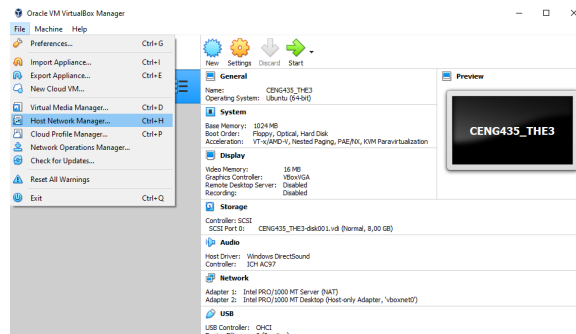 Oracle VM VirtualBox Manager
File Machine Help
Preferences... Ctrl+G
Import Appliance... Ctrl+I
Export Appliance... Ctrl+E
New Cloud VM...
Virtual Media Manager... Ctrl+D
Host Network Manager... Ctrl+H
Cloud Profile Manager... Ctrl+P
Network Operations Manager...
Check for Updates...
Reset All Warnings
Exit Ctrl+Q
New Settings Discard Start
General
Name: CENG435_THE3
Operating System: Ubuntu (64-bit)
System
Base Memory: 1024 MB
Boot Order: Floppy, Optical, Hard Disk
Acceleration: VT-x/AMD-V, Nested Paging, PAE/NX, KVM Paravirtualization
Display
Video Memory: 16 MB
Graphics Controller: VBoxVGA
Remote Desktop Server: Disabled
Recording: Disabled
Storage
Controller: SCSI
SCSI Port 0: CENG435_THE3-disk001.vdi (Normal, 8,00 GB)
Audio
Host Driver: Windows DirectSound
Controller: ICH AC97
Network
Adapter 1: Intel PRO/1000 MT Server (NAT)
Adapter 2: Intel PRO/1000 MT Desktop (Host-only Adapter, 'vboxnet0')
USB
USB Controller: OHCI
Preview
CENG435_THE3